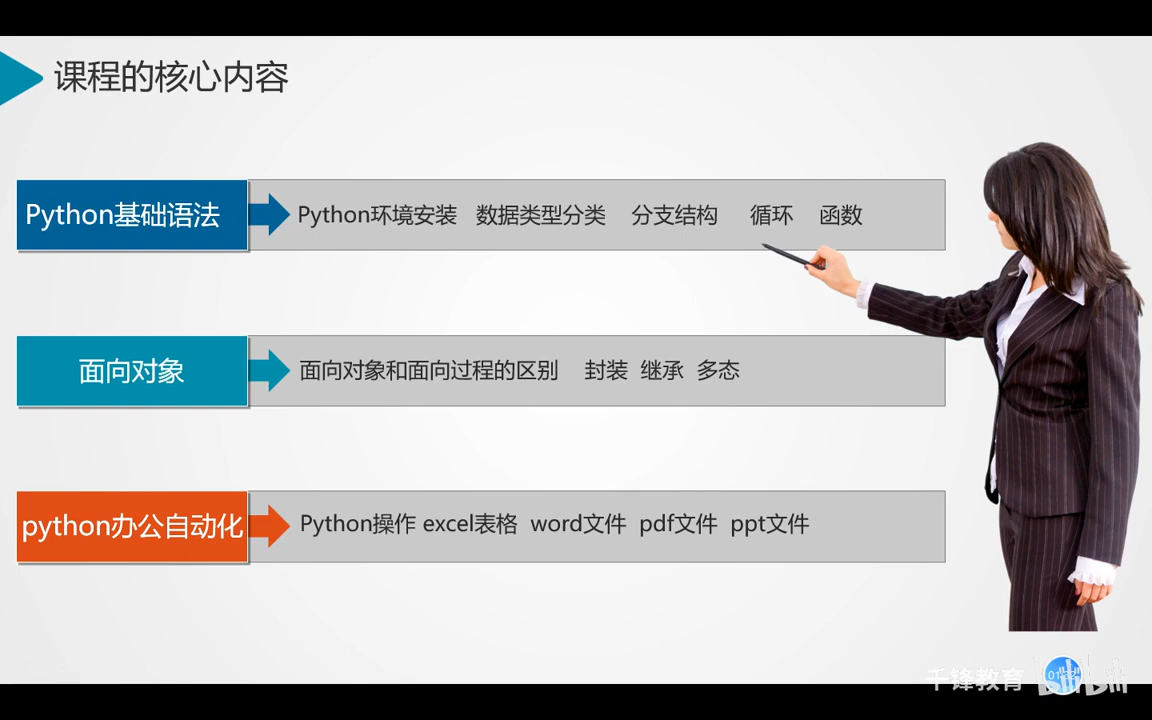 课程的核心内容
Python基础语法
Python环境安装 数据类型分类 分支结构 循环 函数
面向对象
面向对象和面向过程的区别 封装 继承 多态
python办公自动化
Python操作 excel表格 word文件 pdf文件 ppt文件
千锋教育 bilibili